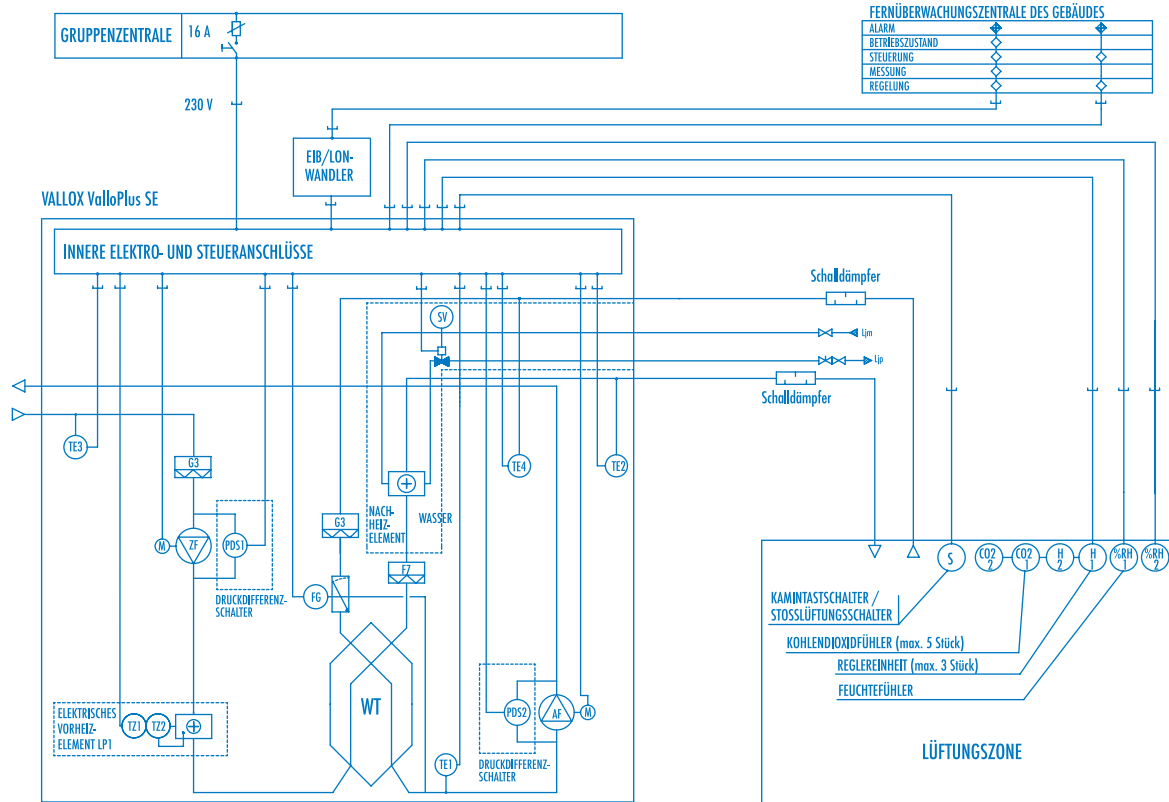 FERNÜBERWACHUNGSZENTRALE DES GEBÄUDES
ALARM
BETRIEBSZUSTAND
STEUERUNG
MESSUNG
REGELUNG
GRUPPENZENTRALE
16 A
230 V
EIB/LON-
WANDLER
VALLOX ValloPlus SE
INNERE ELEKTRO- UND STEUERANSCHLÜSSE
Schalldämpfer
SV
Ljm
Ljp
Schalldämpfer
TE3
G3
TE4
TE2
NACH-
HEIZ-
ELEMENT
WASSER
G3
ZF
M
PDS1
DRUCKDIFFERENZ-
SCHALTER
F7
FG
WT
S
CO2
2
CO2
1
H
2
H
1
%RH
1
%RH
2
KAMINTASTSCHALTER /
STOSSLÜFTUNGSSCHALTER
KOHLENDIOXIDFÜHLER (max. 5 Stück)
REGLEREINHEIT (max. 3 Stück)
FEUCHTEFÜHLER
LÜFTUNGSZONE
PDS2
AF
M
DRUCKDIFFERENZ-
SCHALTER
TE1
ELEKTRISCHES
VORHEIZ-
ELEMENT LP1
TZ1
TZ2